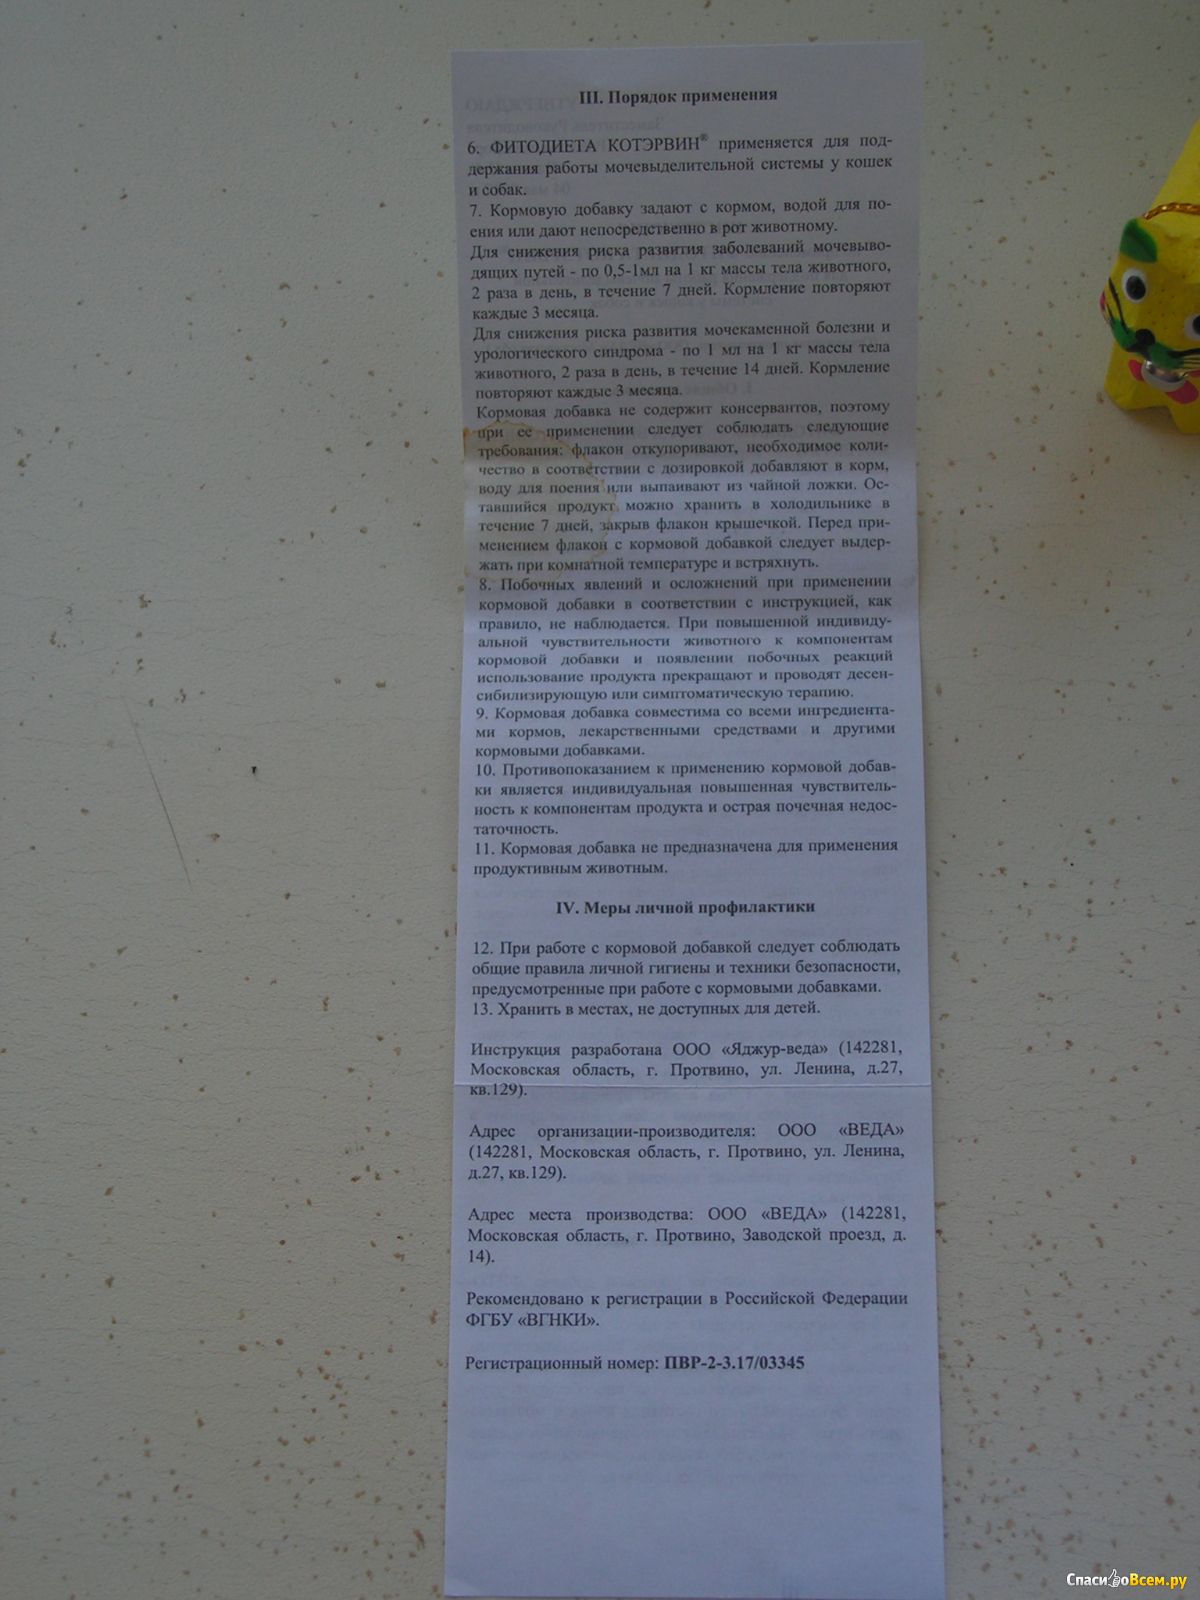 III. Порядок применения
6. ФИТОДИЕТА КОТЭРВИН® применяется для под-
держания работы мочевыделительной системы у кошек
и собак.
7. Кормовую добавку задают с кормом, водой для по-
ения или дают непосредственно в рот животному.
Для снижения риска развития заболеваний мочевыво-
дящих путей - по 0,5-1мл на 1 кг массы тела животного,
2 раза в день, в течение 7 дней. Кормление повторяют
каждые 3 месяца.
Для снижения риска развития мочекаменной болезни и
урологического синдрома - по 1 мл на 1 кг массы тела
животного, 2 раза в день, в течение 14 дней. Кормление
повторяют каждые 3 месяца.
Кормовая добавка не содержит консервантов, поэтому
при ее применении следует соблюдать следующие
требования: флакон откупоривают, необходимое коли-
чество в соответствии с дозировкой добавляют в корм,
воду для поения или выпаивают из чайной ложки. Ос-
тавшийся продукт можно хранить в холодильнике в
течение 7 дней, закрыв флакон крышечкой. Перед при-
менением флакон с кормовой добавкой следует выдер-
жать при комнатной температуре и встряхнуть.
8. Побочных явлений и осложнений при применении
кормовой добавки в соответствии с инструкцией, как
правило, не наблюдается. При повышенной индивиду-
альной чувствительности животного к компонентам
кормовой добавки и появлении побочных реакций
использование продукта прекращают и проводят десен-
сибилизирующую или симптоматическую терапию.
9. Кормовая добавка совместима со всеми ингредиента-
ми кормов, лекарственными средствами и другими
кормовыми добавками.
10. Противопоказанием к применению кормовой добав-
ки является индивидуальная повышенная чувствитель-
ность к компонентам продукта и острая почечная недос-
таточность.
11. Кормовая добавка не предназначена для применения
продуктивным животным.
IV. Меры личной профилактики
12. При работе с кормовой добавкой следует соблюдать
общие правила личной гигиены и техники безопасности,
предусмотренные при работе с кормовыми добавками.
13. Хранить в местах, не доступных для детей.
Инструкция разработана ООО «Яджур-веда» (142281,
Московская область, г. Протвино, ул. Ленина, д.27,
кв.129).
Адрес организации-производителя: ООО «ВЕДА»
(142281, Московская область, г. Протвино, ул. Ленина,
д.27, кв.129).
Адрес места производства: ООО «ВЕДА» (142281,
Московская область, г. Протвино, Заводской проезд, д.
14).
Рекомендовано к регистрации в Российской Федерации
ФГБУ «ВГНКИ».
Регистрационный номер: ПВР-2-3.17/03345
СпасибоВсем.ру